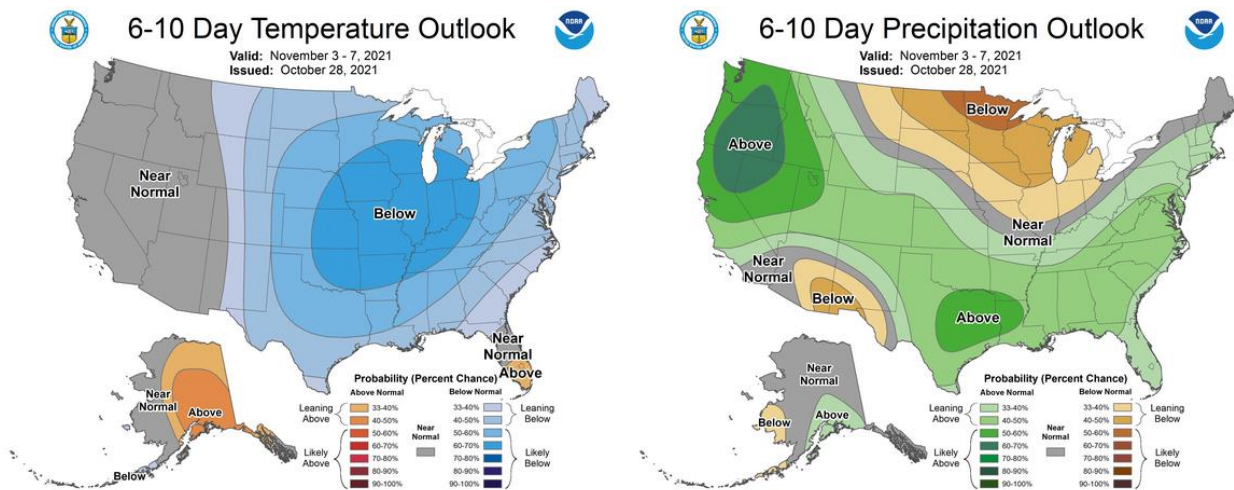 6-10 Day Temperature Outlook
Valid: November 3 - 7, 2021
Issued: October 28, 2021
NOAA
Near
Normal
Below
Near
Normal
Above
Near
Normal
Above
Below
Probability (Percent Chance)
Above Normal
Below Normal
Leaning
Above
33-40%
40-50%
Likely
Above
50-60%
60-70%
70-80%
80-90%
90-100%
Near
Normal
33-40%
40-50%
Leaning
Below
50-60%
60-70%
70-80%
80-90%
90-100%
Likely
Below
6-10 Day Precipitation Outlook
Valid: November 3 - 7, 2021
Issued: October 28, 2021
NOAA
Above
Below
Near
Normal
Near
Normal
Below
Above
Near
Normal
Below
Above
Probability (Percent Chance)
Above Normal
Below Normal
Leaning
Above
33-40%
40-50%
Likely
Above
50-60%
60-70%
70-80%
80-90%
90-100%
Near
Normal
33-40%
40-50%
Leaning
Below
50-60%
60-70%
70-80%
80-90%
90-100%
Likely
Below